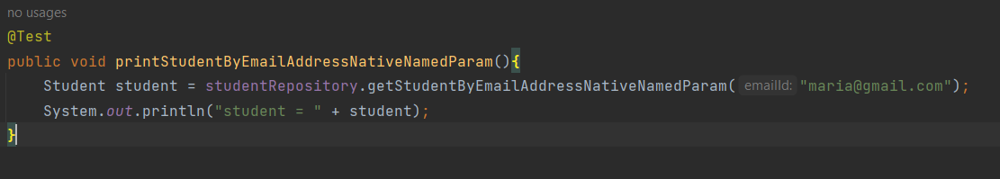 no usages
@Test
public void printStudentByEmailAddressNativeNamedParam(){
    Student student = studentRepository.getStudentByEmailAddressNativeNamedParam( emailId: "maria@gmail.com");
    System.out.println("student = " + student);
}